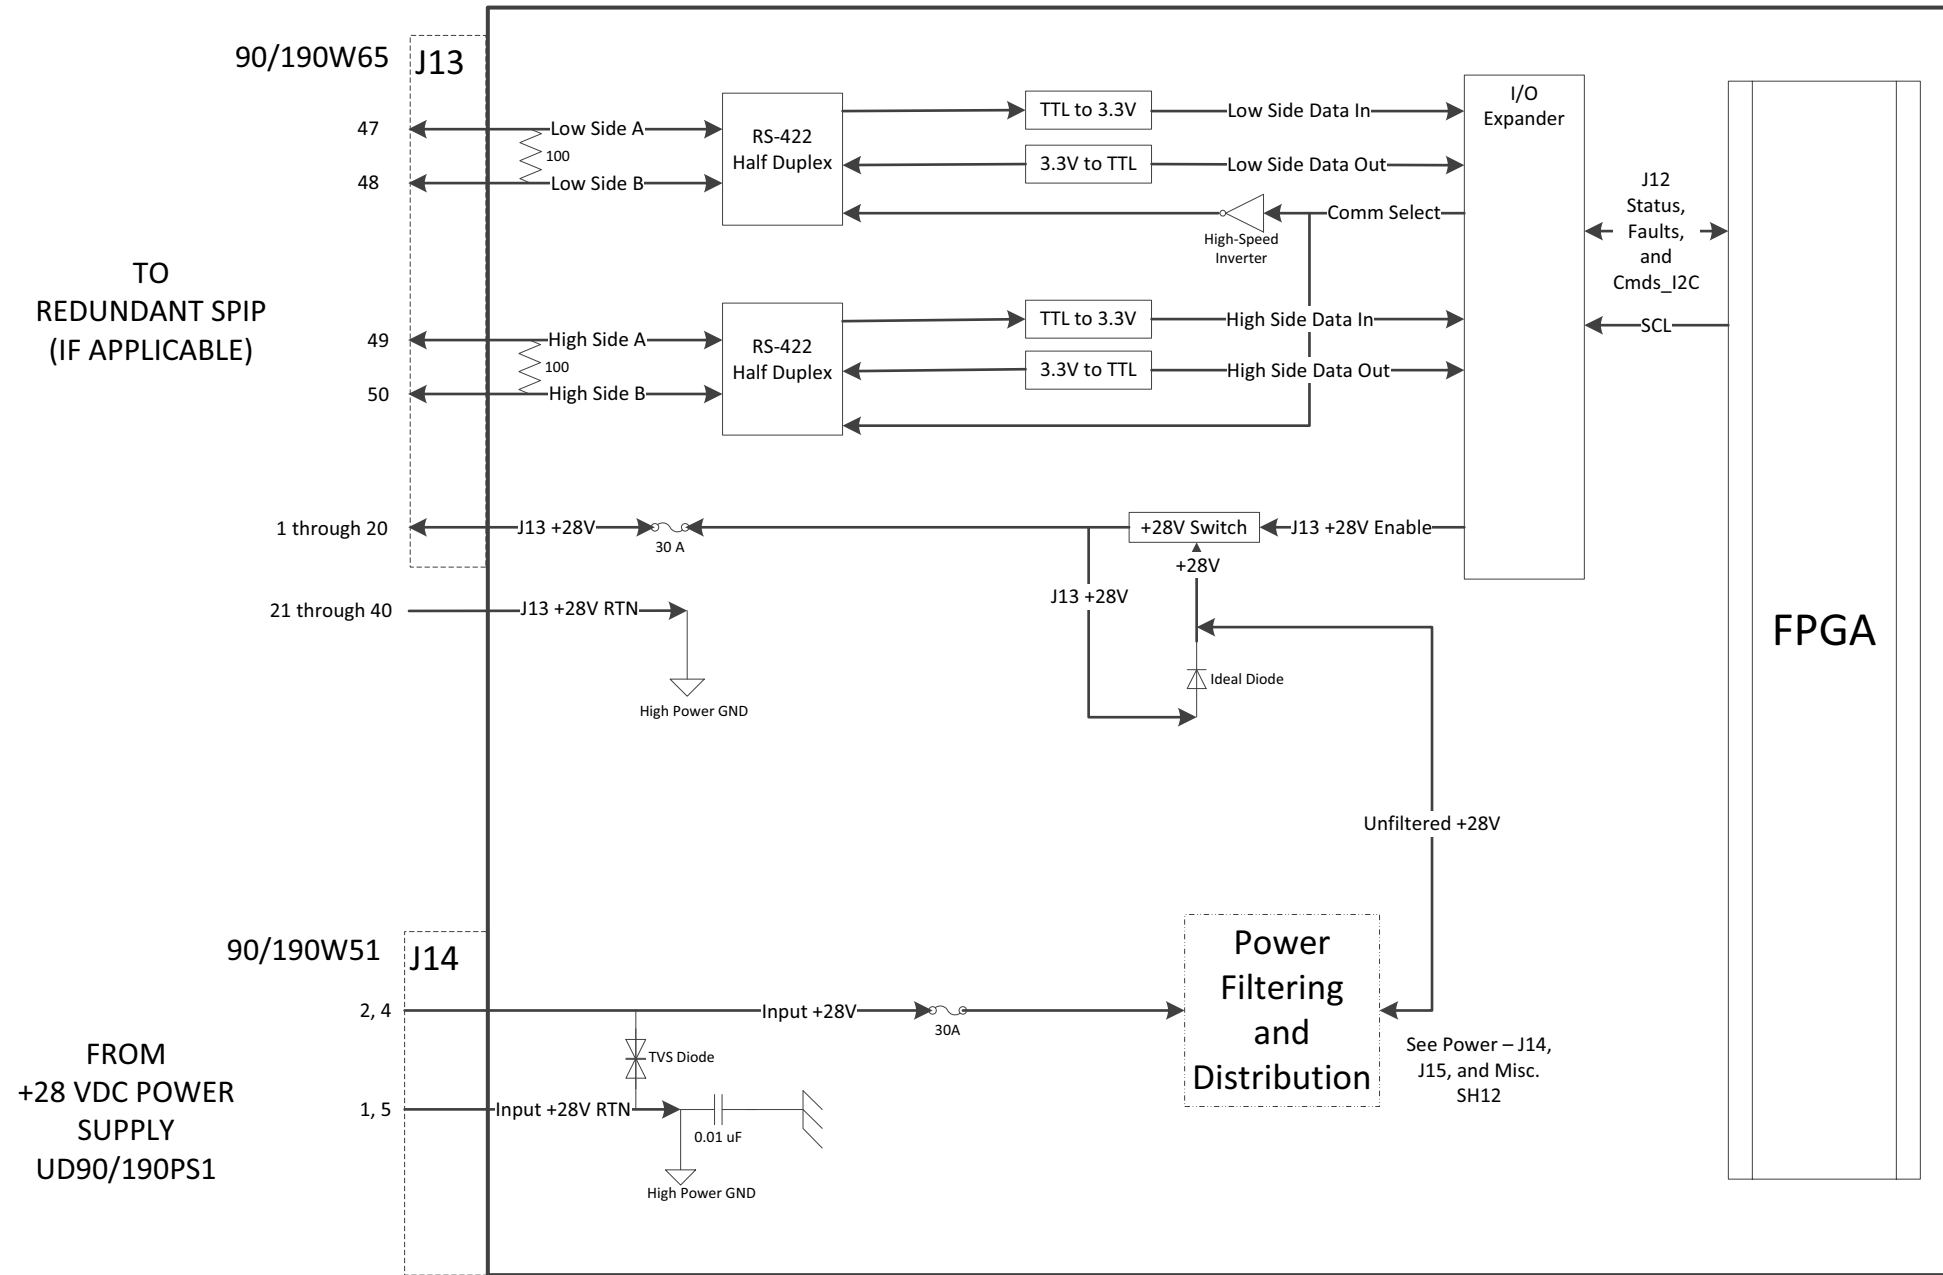 90/190W65
J13
I/O
Expander
TTL to 3.3V
Low Side Data In
47
Low Side A
RS-422
Half Duplex
100
3.3V to TTL
Low Side Data Out
48
Low Side B
J12
Status,
Faults,
and
Cmds_I2C
Comm Select
High-Speed
Inverter
TO
REDUNDANT SPIP
(IF APPLICABLE)
TTL to 3.3V
High Side Data In
SCL
49
High Side A
RS-422
Half Duplex
100
3.3V to TTL
High Side Data Out
50
High Side B
1 through 20
J13 +28V
30 A
+28V Switch
J13 +28V Enable
+28V
J13 +28V
21 through 40
J13 +28V RTN
High Power GND
Ideal Diode
FPGA
Unfiltered +28V
90/190W51
J14
Power
Filtering
and
Distribution
2, 4
Input +28V
30A
See Power – J14,
J15, and Misc.
SH12
TVS Diode
FROM
+28 VDC POWER
SUPPLY
UD90/190PS1
1, 5
Input +28V RTN
0.01 uF
High Power GND